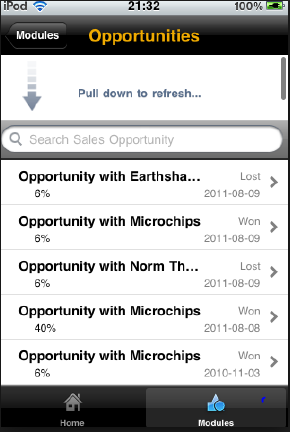 iPod 21:32 100%
Modules Opportunities
Pull down to refresh...
Search Sales Opportunity
Opportunity with Earthsha... Lost
6% 2011-08-09
Opportunity with Microchips Won
6% 2011-08-09
Opportunity with Norm Th... Lost
6% 2011-08-09
Opportunity with Microchips Won
40% 2011-08-08
Opportunity with Microchips Won
6% 2010-11-03
Home Modules